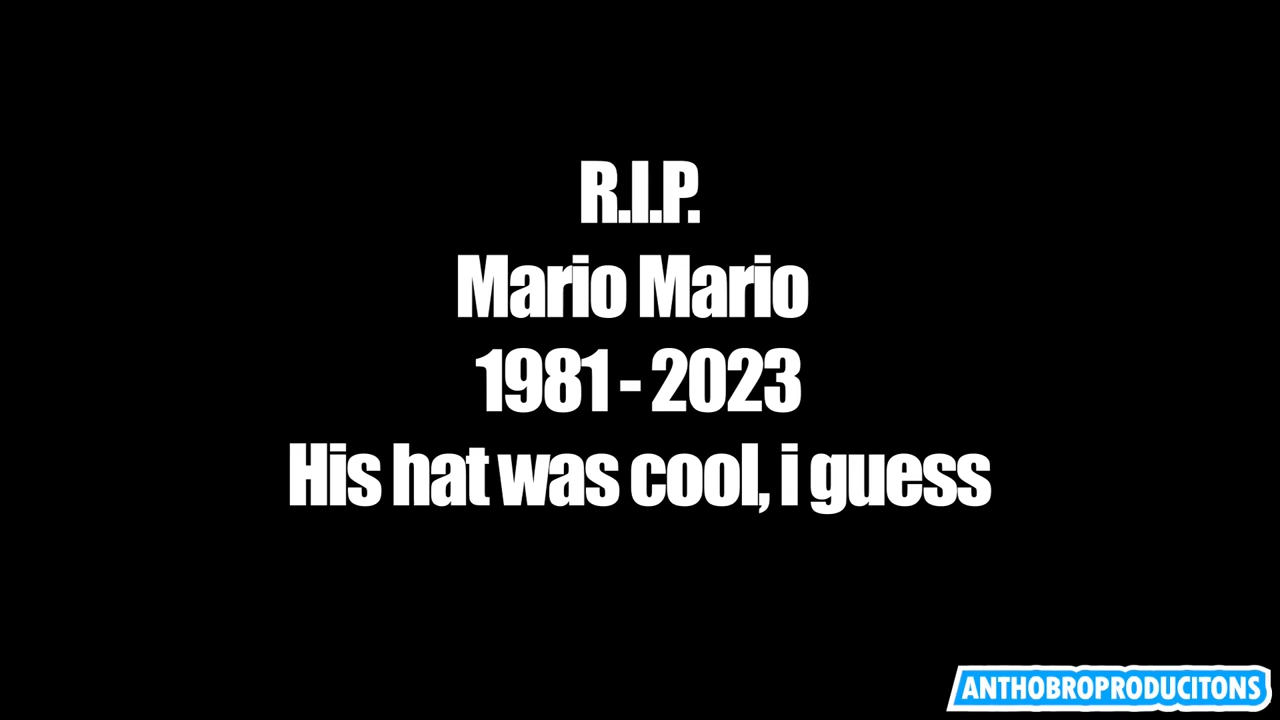 R.I.P.
Mario Mario
1981 - 2023
His hat was cool, i guess
ANTHOBROPRODUCITONS